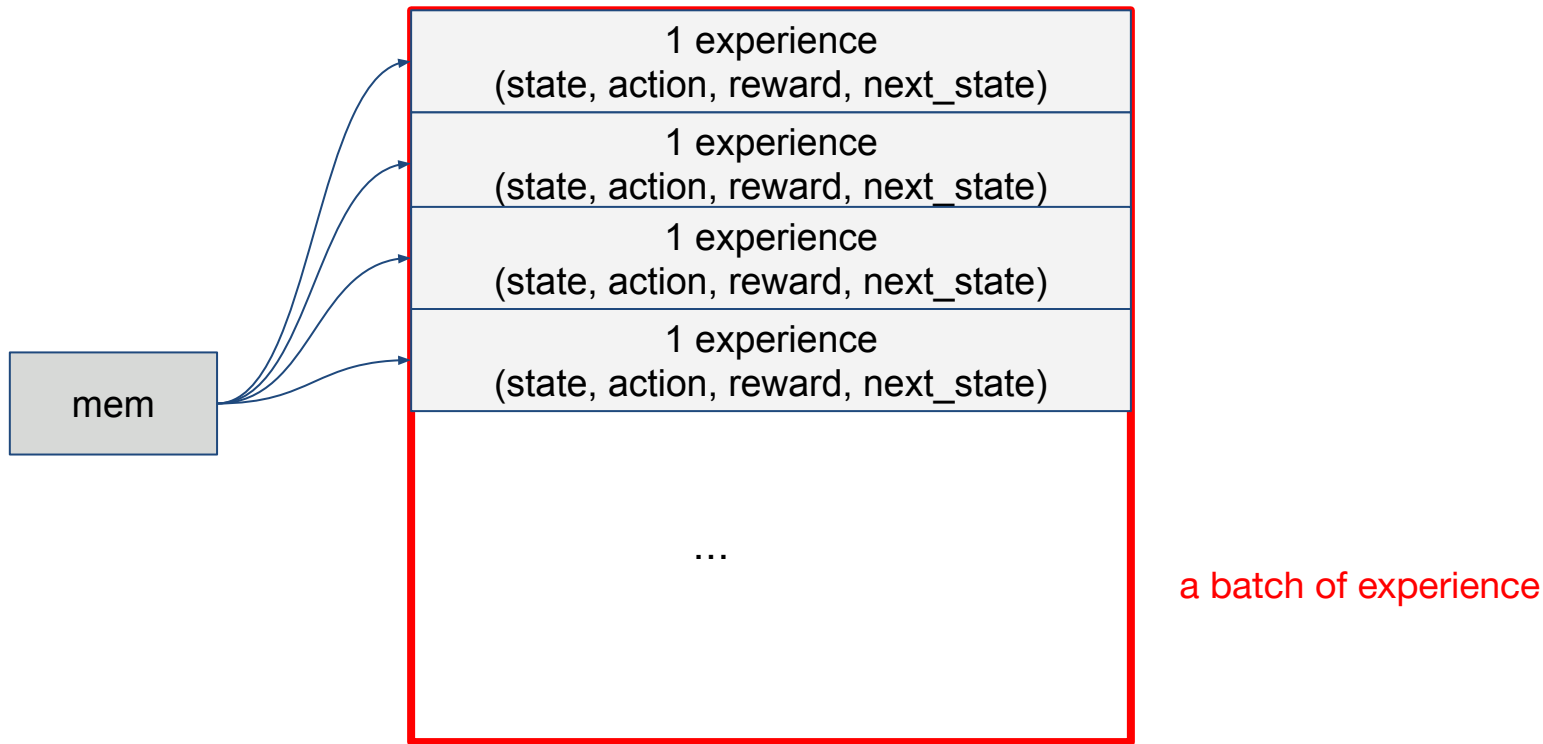 1 experience
(state, action, reward, next_state)
1 experience
(state, action, reward, next_state)
1 experience
(state, action, reward, next_state)
1 experience
(state, action, reward, next_state)
mem
...
a batch of experience